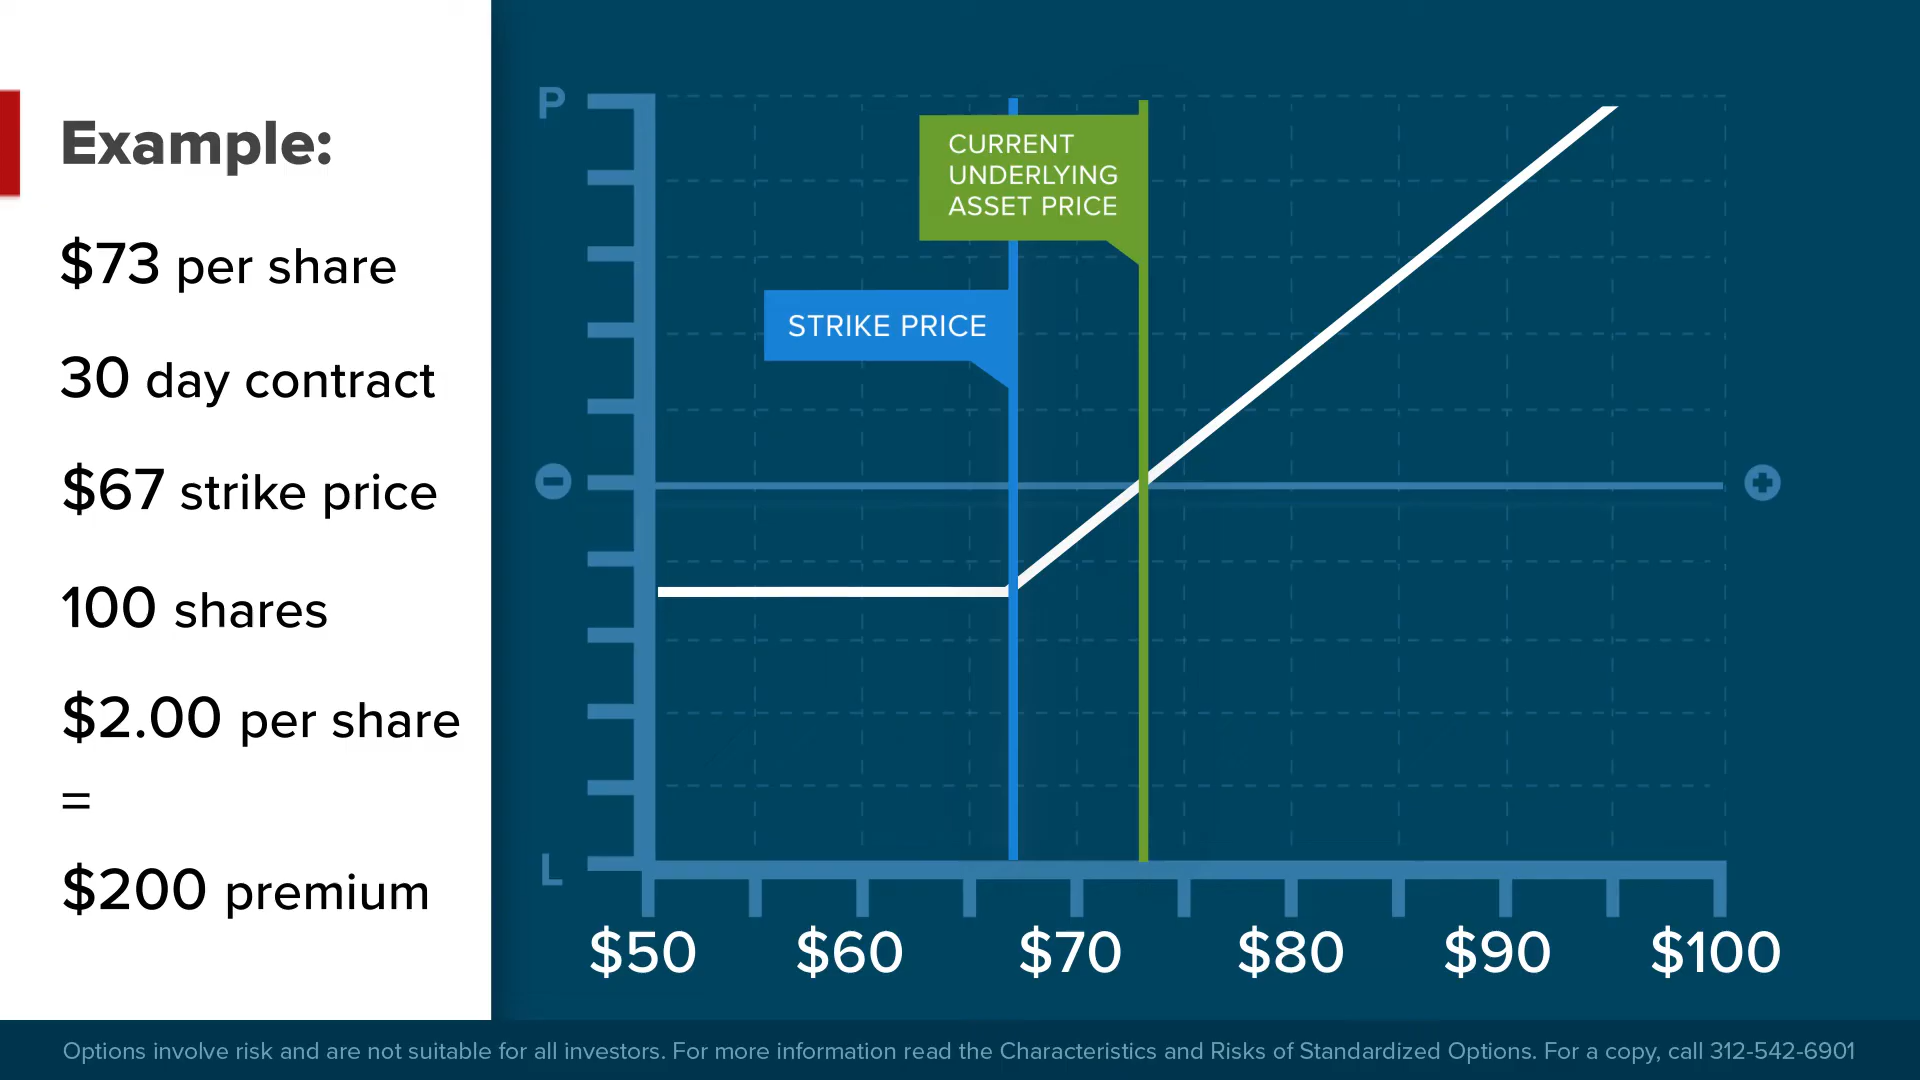 Example:
$73 per share
30 day contract
$67 strike price
100 shares
$2.00 per share
=
$200 premium
P
CURRENT
UNDERLYING
ASSET PRICE
STRIKE PRICE
L
$50 $60 $70 $80 $90 $100
Options involve risk and are not suitable for all investors. For more information read the Characteristics and Risks of Standardized Options. For a copy, call 312-542-6901